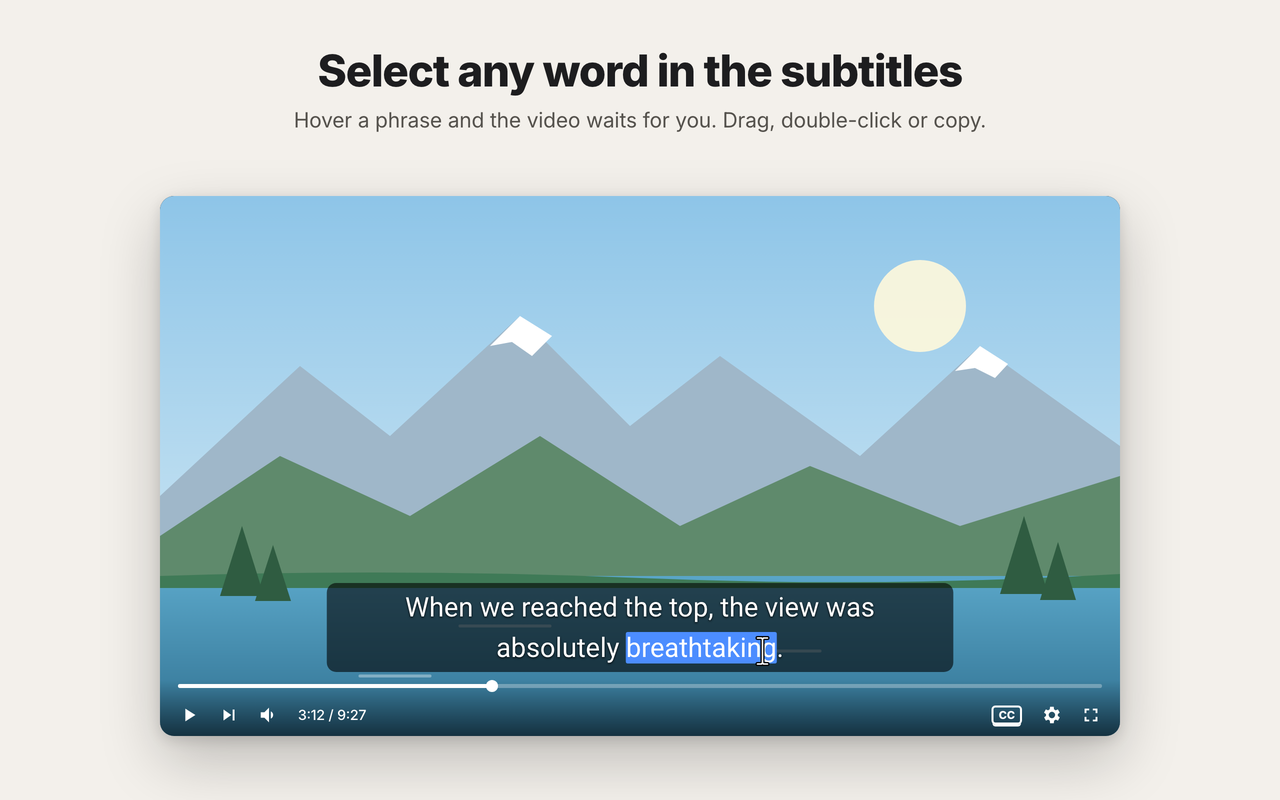 Select any word in the subtitles
Hover a phrase and the video waits for you. Drag, double-click or copy.
When we reached the top, the view was
absolutely breathtaking.
3:12 / 9:27
CC